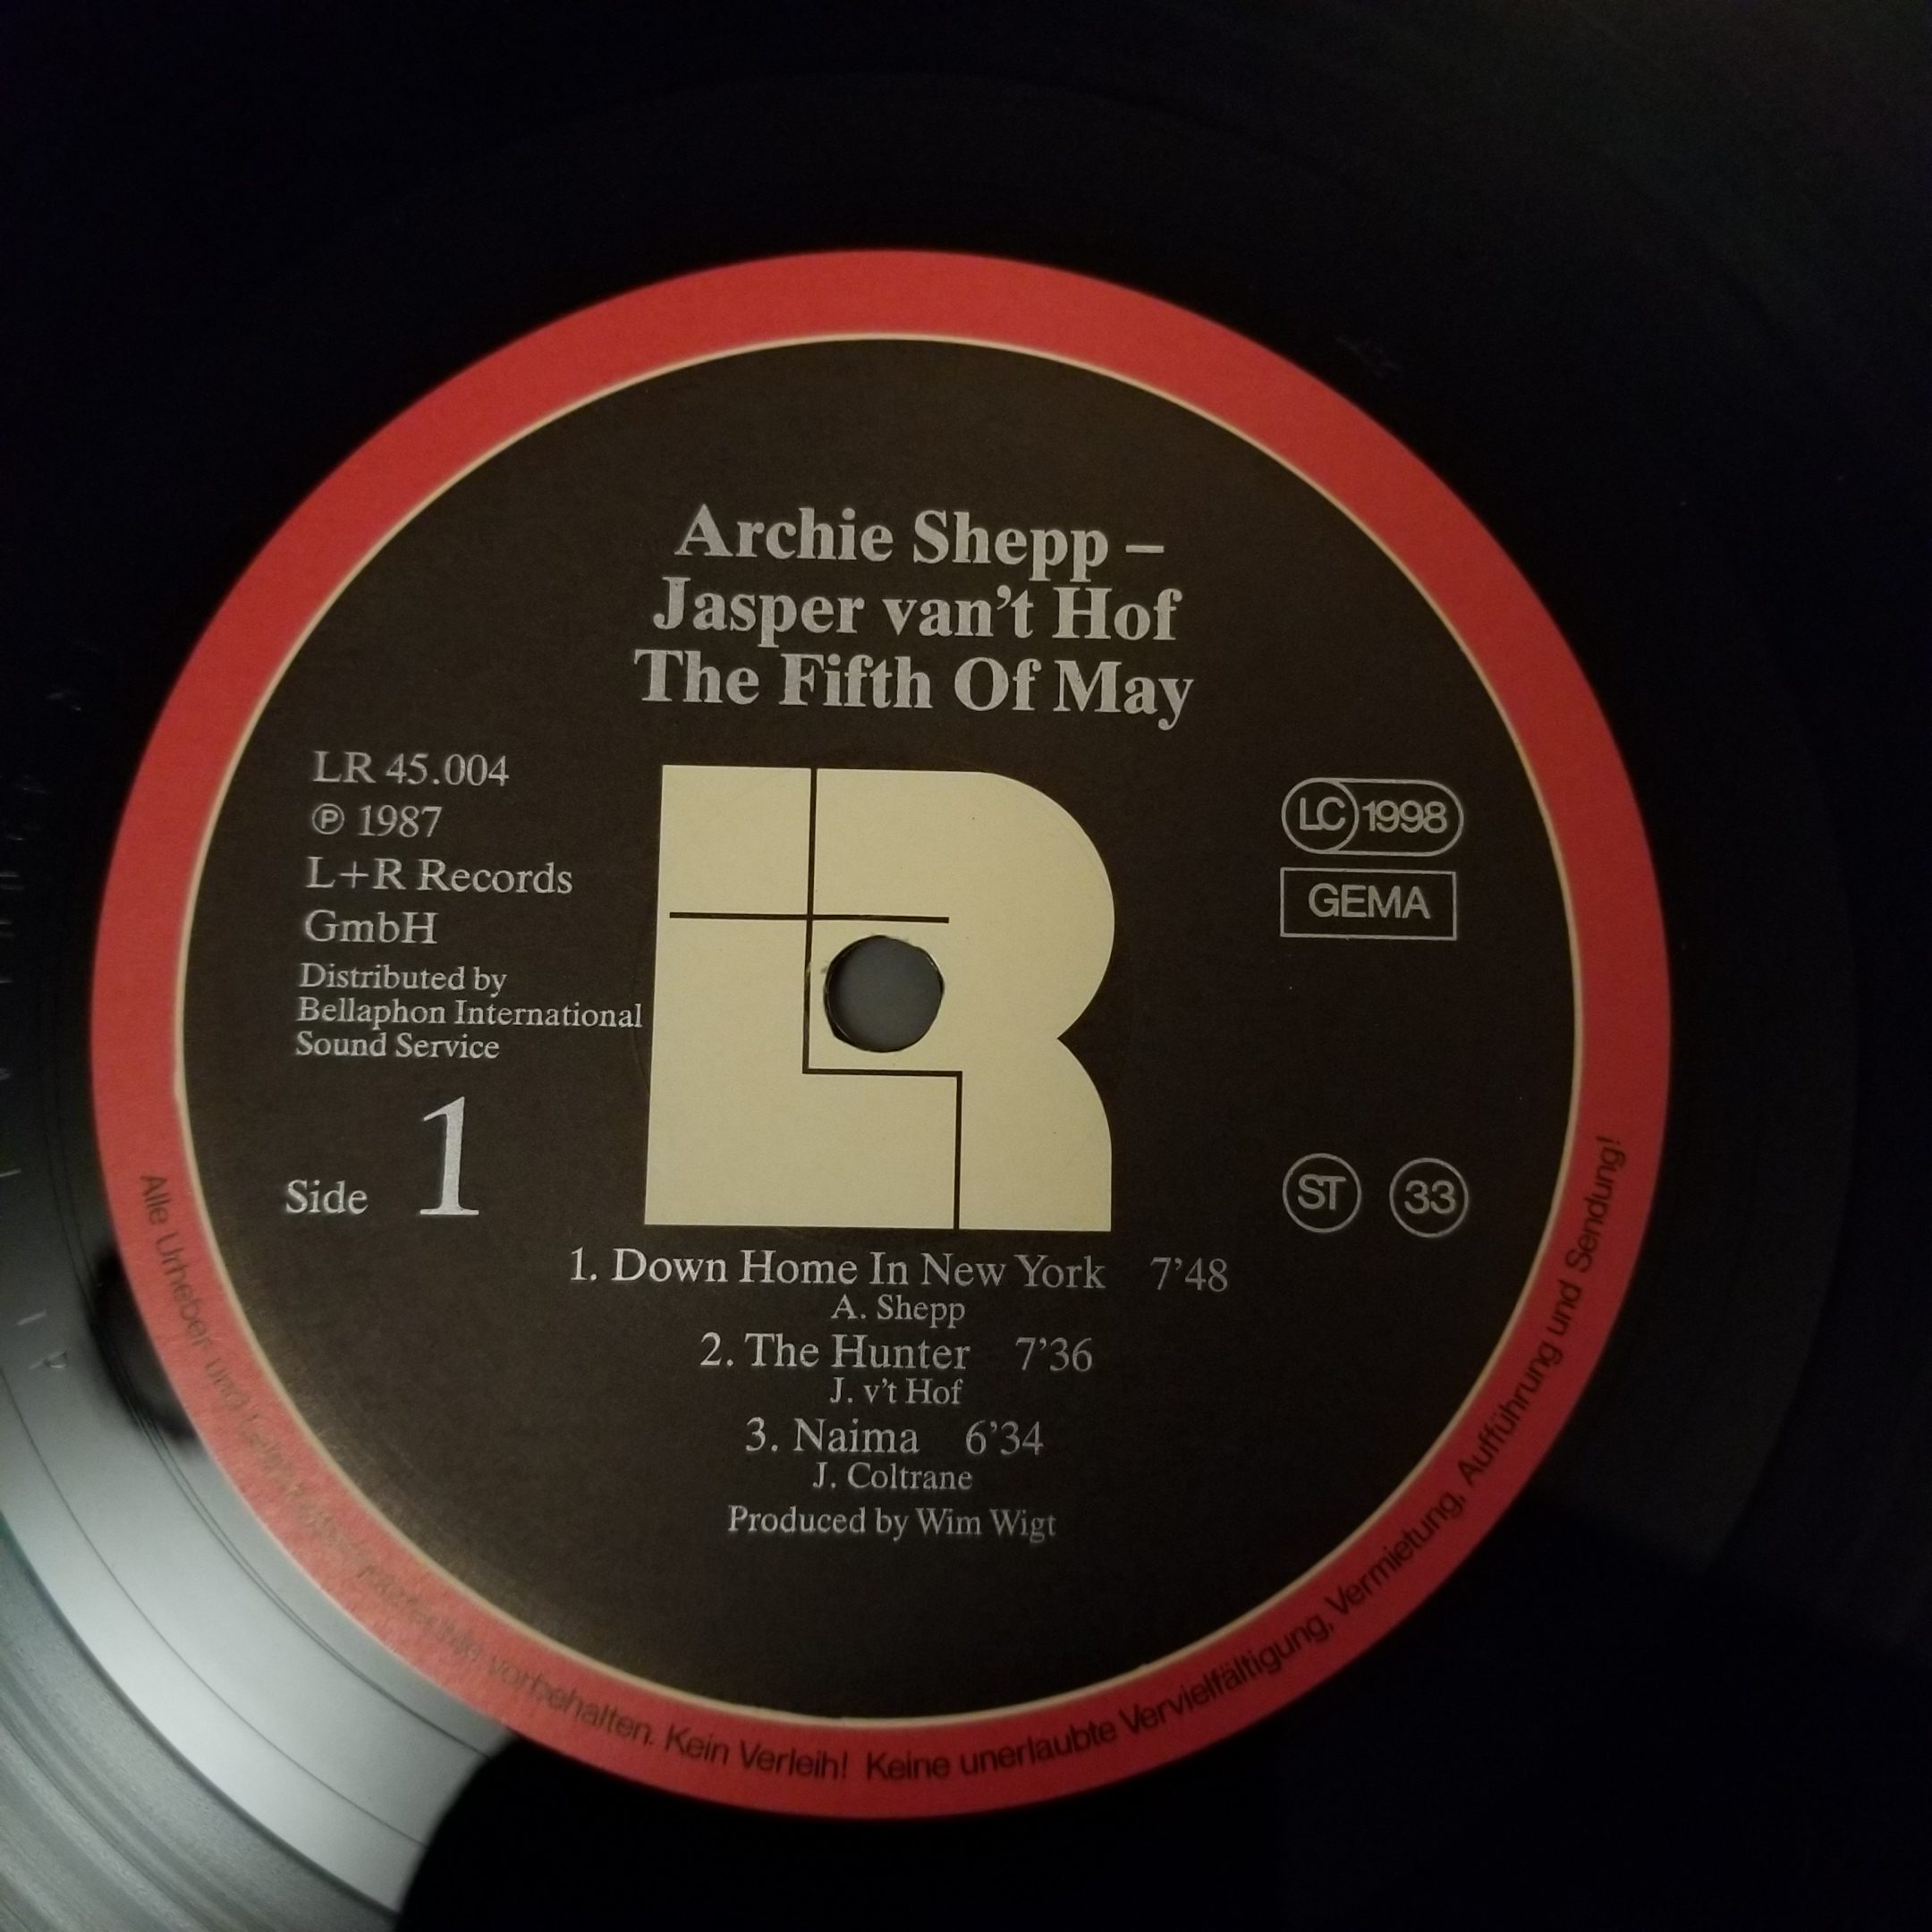 Archie Shepp –
Jasper van't Hof
The Fifth Of May
LR 45.004
℗ 1987
L+R Records
GmbH
Distributed by
Bellaphon International
Sound Service
Side 1
LR
LC 1998
GEMA
ST 33
1. Down Home In New York 7'48
A. Shepp
2. The Hunter 7'36
J. v't Hof
3. Naima 6'34
J. Coltrane
Produced by Wim Wigt
Alle Urheber und vorbehalten. Kein Verleih! Keine unerlaubte Vervielfältigung, Vermietung, Aufführung und Sendung!